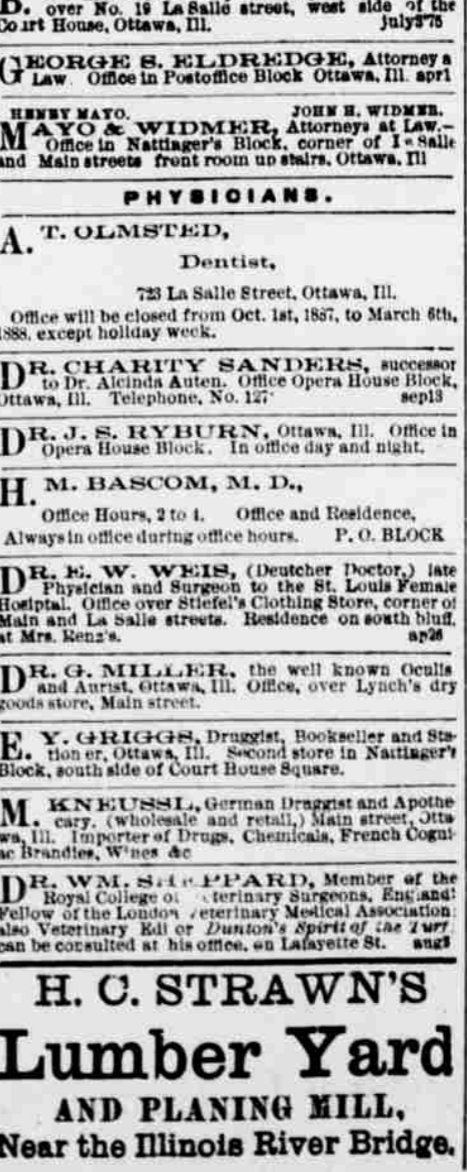 D. over No. 19 La Salle street, west side of the
Court House, Ottawa, Ill. july3'75
GEORGE S. ELDREDGE, Attorney a
Law. Office in Postoffice Block Ottawa, Ill. apr1
HENRY MAYO. JOHN H. WIDMER.
MAYO & WIDMER, Attorneys at Law.—
Office in Nattinger's Block, corner of La Salle
and Main streets front room up stairs, Ottawa, Ill
PHYSICIANS.
A. T. OLMSTED,
Dentist,
723 La Salle Street, Ottawa, Ill.
Office will be closed from Oct. 1st, 1887, to March 6th,
1888, except holiday week.
DR. CHARITY SANDERS, successor
to Dr. Alcinda Auten. Office Opera House Block,
Ottawa, Ill. Telephone, No. 127 sep13
DR. J. S. RYBURN, Ottawa, Ill. Office in
Opera House Block. In office day and night.
H. M. BASCOM, M. D.,
Office Hours, 2 to 4. Office and Residence,
Always in office during office hours. P. O. BLOCK
DR. E. W. WEIS, (Deutcher Doctor,) late
Physician and Surgeon to the St. Louis Female
Hosiptal. Office over Stiefel's Clothing Store, corner of
Main and La Salle streets. Residence on south bluff,
at Mrs. Renz's. ap26
DR. G. MILLER, the well known Oculis
and Aurist, Ottawa, Ill. Office, over Lynch's dry
goods store, Main street.
E. Y. GRIGGS, Druggist, Bookseller and Sta-
tion er, Ottawa, Ill. Second store in Nattinger's
Block, south side of Court House Square.
M. KNEUSSL, German Draggist and Apothe
cary, (wholesale and retail,) Main street, Otta
wa, Ill. Importer of Drugs, Chemicals, French Cogni-
ac Brandies, Wines &c
DR. WM. SHEPPARD, Member of the
Royal College of Veterinary Surgeons, England:
Fellow of the London Veterinary Medical Association:
also Veterinary Edi or Dunton's Spirit of the Turf,
can be consulted at his office, on Lafayette St. aug3
H. C. STRAWN'S
Lumber Yard
AND PLANING MILL,
Near the Illinois River Bridge.